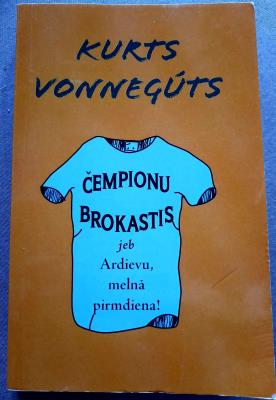 KURTS
VONNEGŪTS
ČEMPIONU
BROKASTIS
jeb
Ardievu,
melnā
pirmdiena!